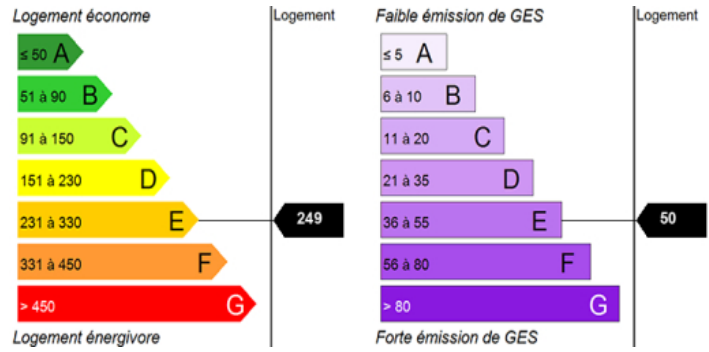 Logement économe Logement
≤ 50 A
51 à 90 B
91 à 150 C
151 à 230 D
231 à 330 E 249
331 à 450 F
> 450 G
Logement énergivore
Faible émission de GES Logement
≤ 5 A
6 à 10 B
11 à 20 C
21 à 35 D
36 à 55 E 50
56 à 80 F
> 80 G
Forte émission de GES